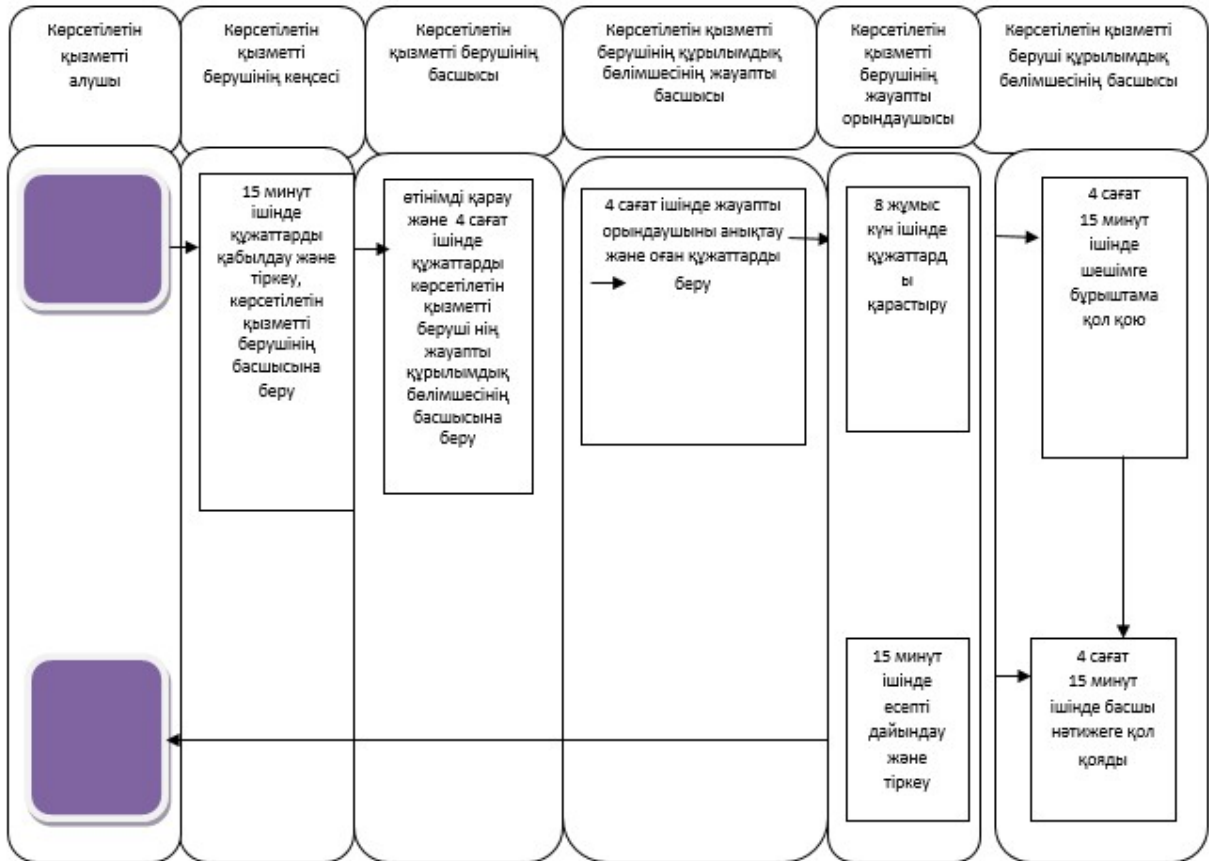 Көрсетілетін
қызметті
алушы
Көрсетілетін
қызметті
берушінің кеңсесі
Көрсетілетін
қызметті берушінің
басшысы
Көрсетілетін қызметті
берушінің құрылымдық
бөлімшесінің жауапты
басшысы
Көрсетілетін
қызметті
берушінің
жауапты
орындаушысы
Көрсетілетін қызметті
беруші құрылымдық
бөлімшесінің басшысы
15 минут
ішінде
құжаттарды
қабылдау және
тіркеу,
көрсетілетін
қызметті
берушінің
басшысына
беру
өтінімді қарау
және 4 сағат
ішінде
құжаттарды
көрсетілетін
қызметті
беруші нің
жауапты
құрылымдық
бөлімшесінің
басшысына
беру
4 сағат ішінде жауапты
орындаушыны анықтау
және оған құжаттарды
беру
8 жұмыс
күн ішінде
құжаттард
ы
қарастыру
4 сағат
15 минут
ішінде
шешімге
бұрыштама
қол қою
15 минут
ішінде
есепті
дайындау
және
тіркеу
4 сағат
15 минут
ішінде басшы
нәтижеге қол
қояды